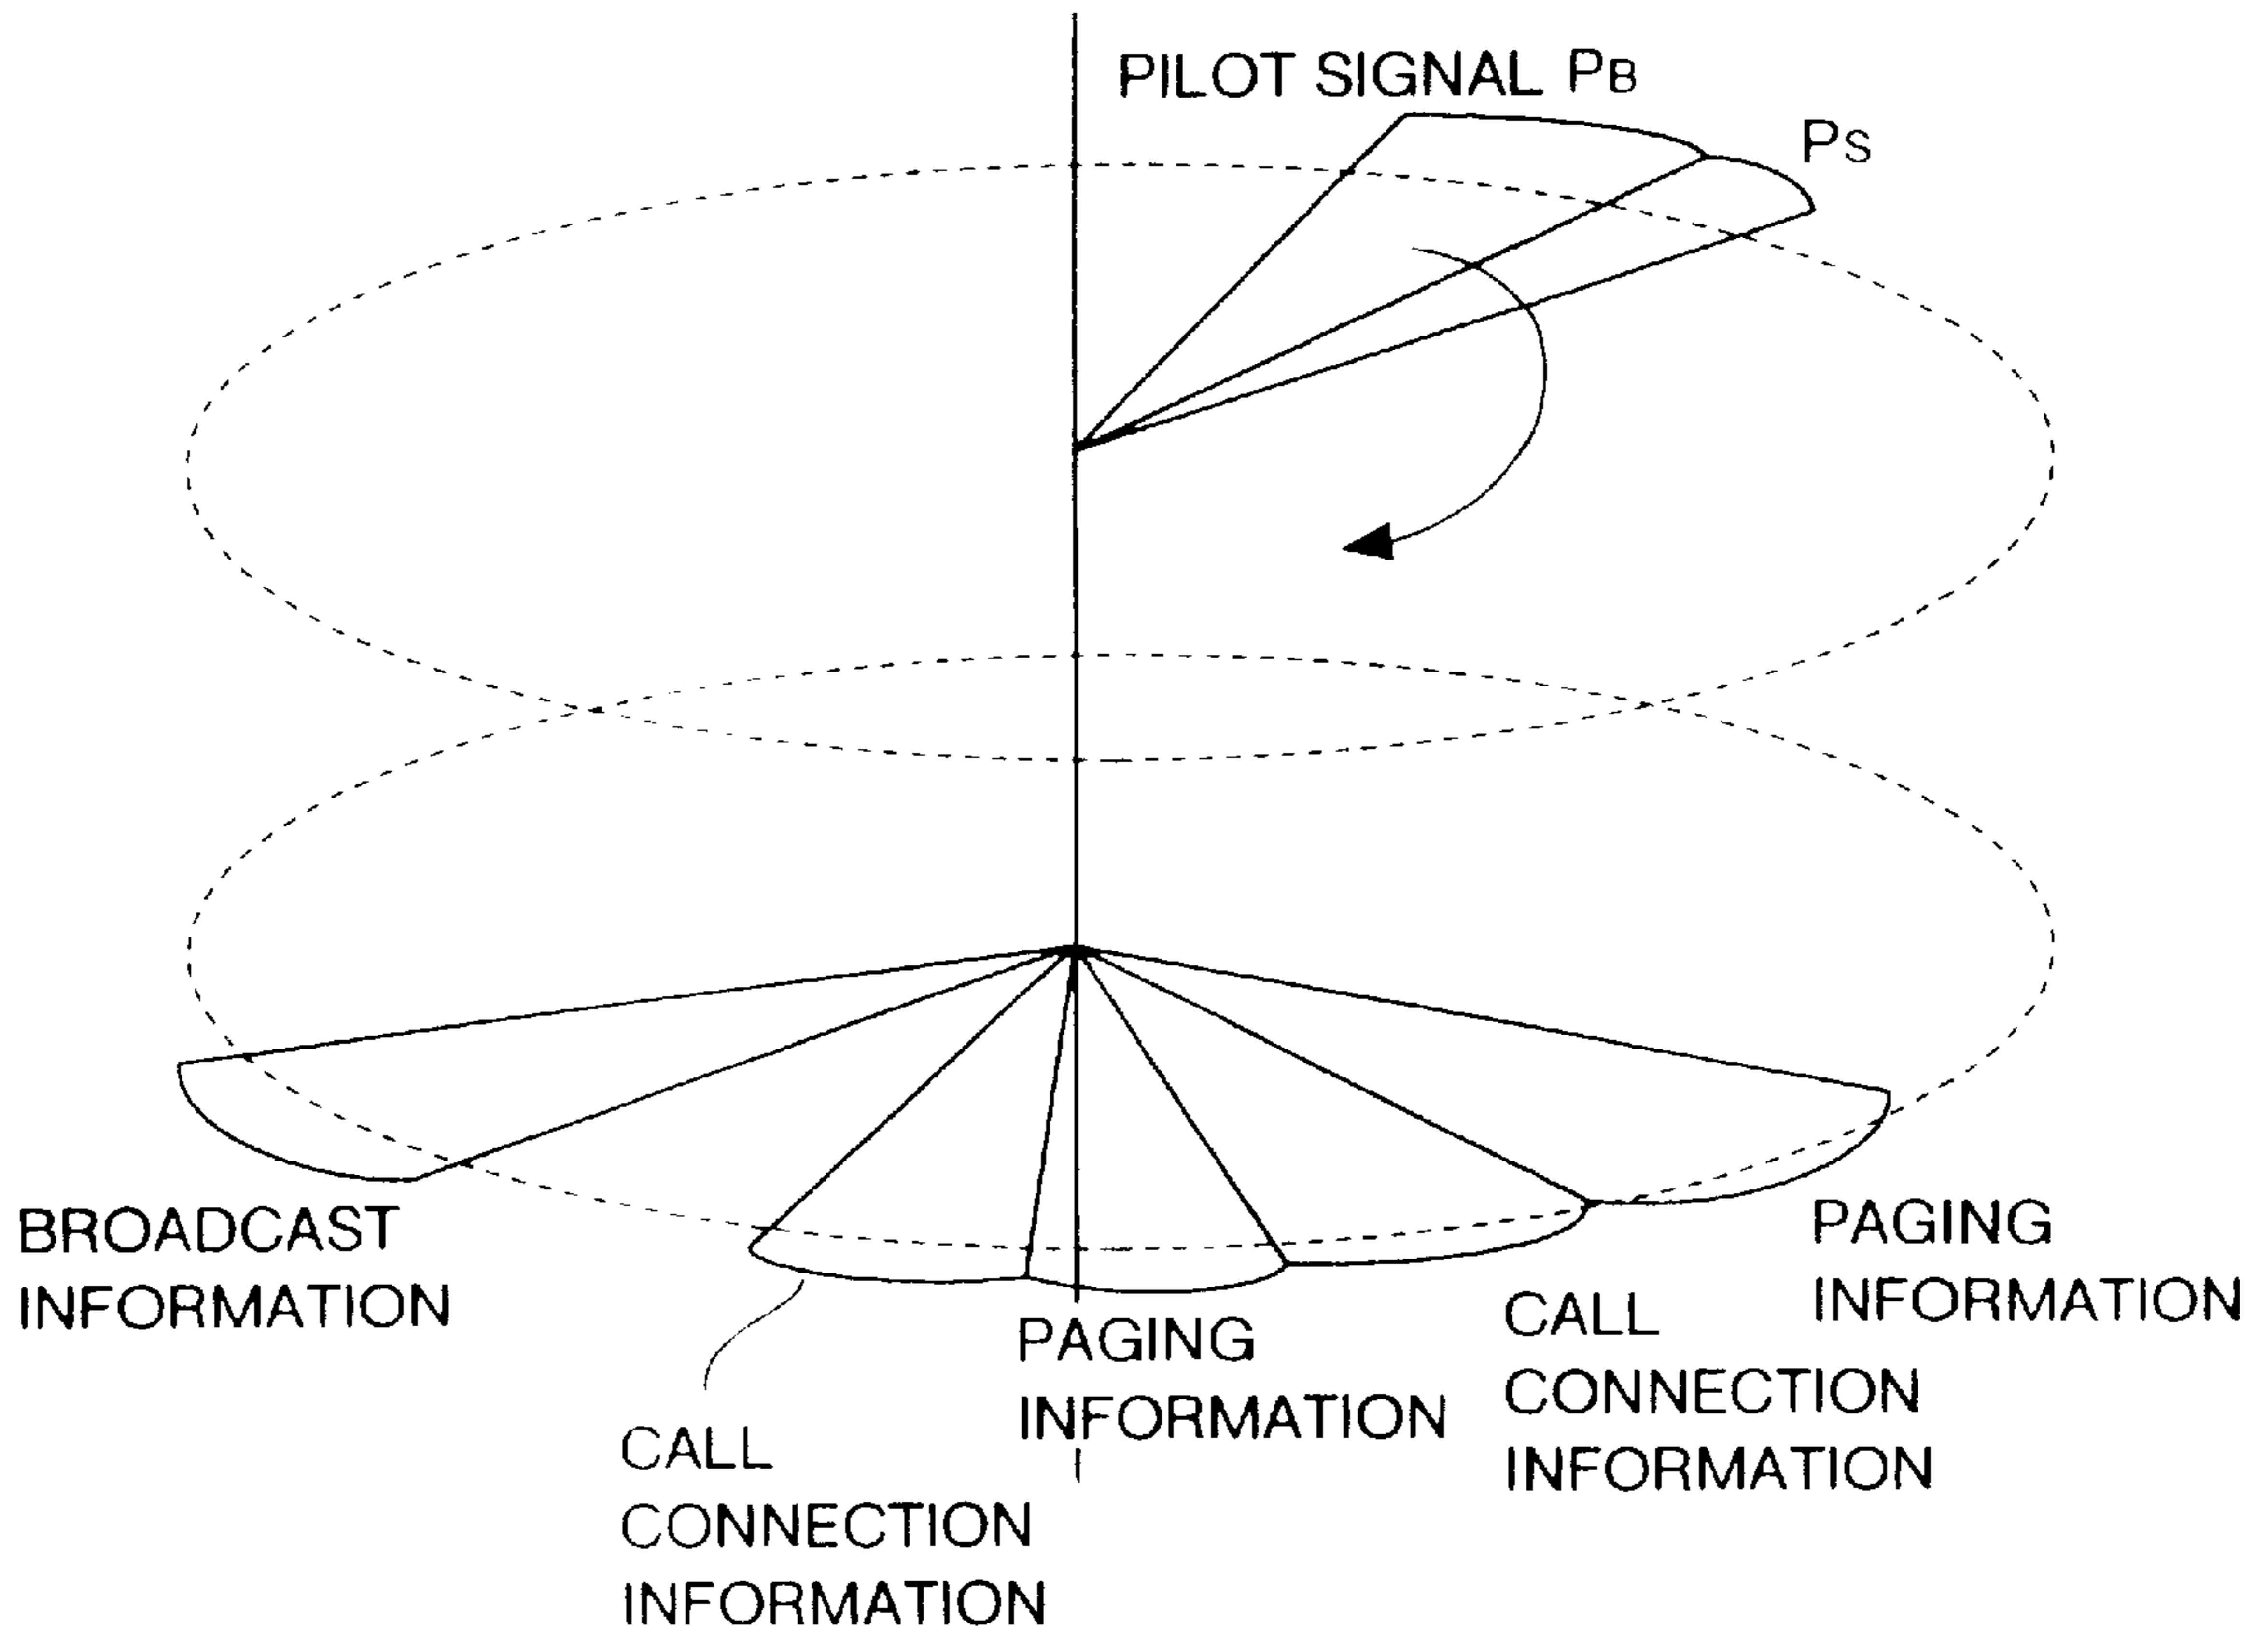 PILOT SIGNAL PB
PS
BROADCAST
INFORMATION
CALL
CONNECTION
INFORMATION
PAGING
INFORMATION
CALL
CONNECTION
INFORMATION
PAGING
INFORMATION